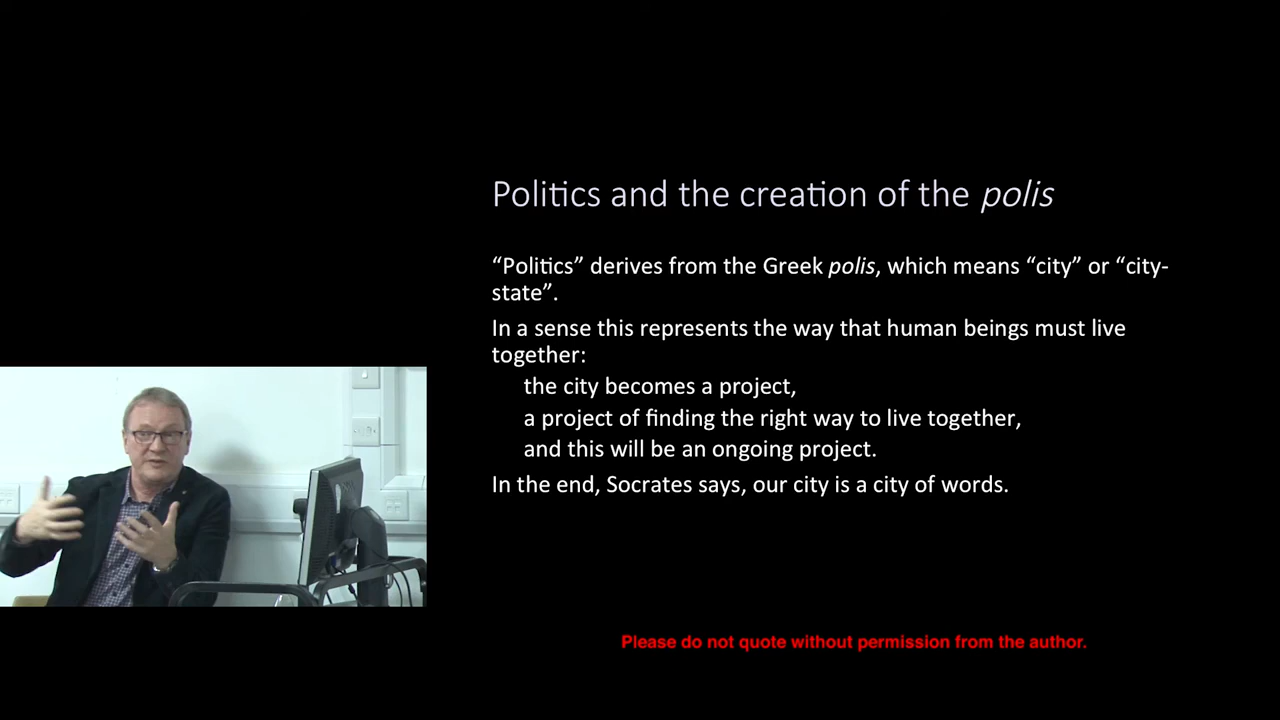 Politics and the creation of the polis
“Politics” derives from the Greek polis, which means “city” or “city-
state”.
In a sense this represents the way that human beings must live
together:
the city becomes a project,
a project of finding the right way to live together,
and this will be an ongoing project.
In the end, Socrates says, our city is a city of words.
Please do not quote without permission from the author.